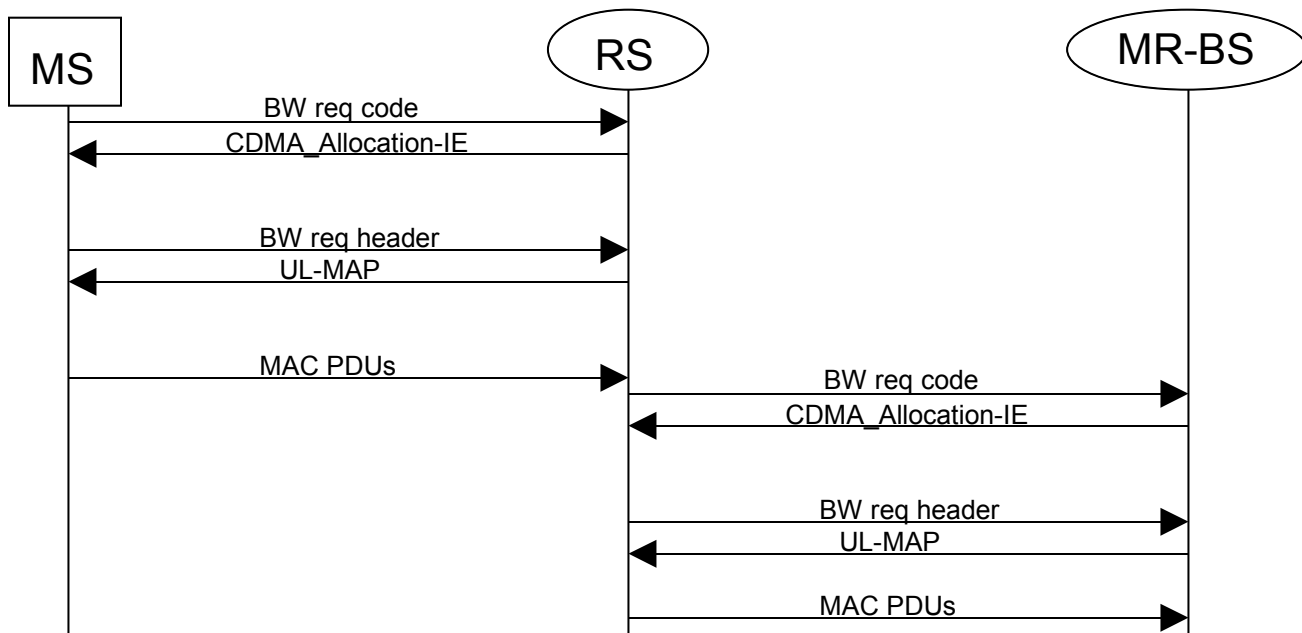 MS
RS
MR-BS
BW req code
CDMA_Allocation-IE
BW req header
UL-MAP
MAC PDUs
BW req code
CDMA_Allocation-IE
BW req header
UL-MAP
MAC PDUs